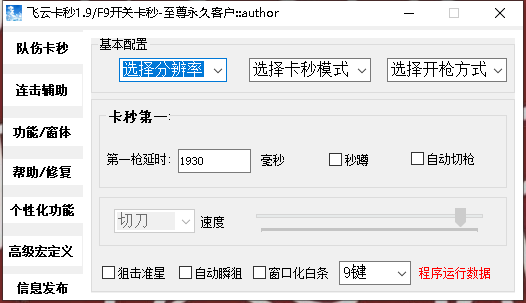 飞云卡秒1.9/F9开关卡秒-至尊永久客户::author
队伤卡秒
连击辅助
功能/窗体
帮助/修复
个性化功能
高级宏定义
信息发布
基本配置
选择分辨率 选择卡秒模式 选择开枪方式
卡秒第一:
第一枪延时: 1930 毫秒 秒蹲 自动切枪
切刀 速度
狙击准星 自动瞬狙 窗口化白条 9键 程序运行数据